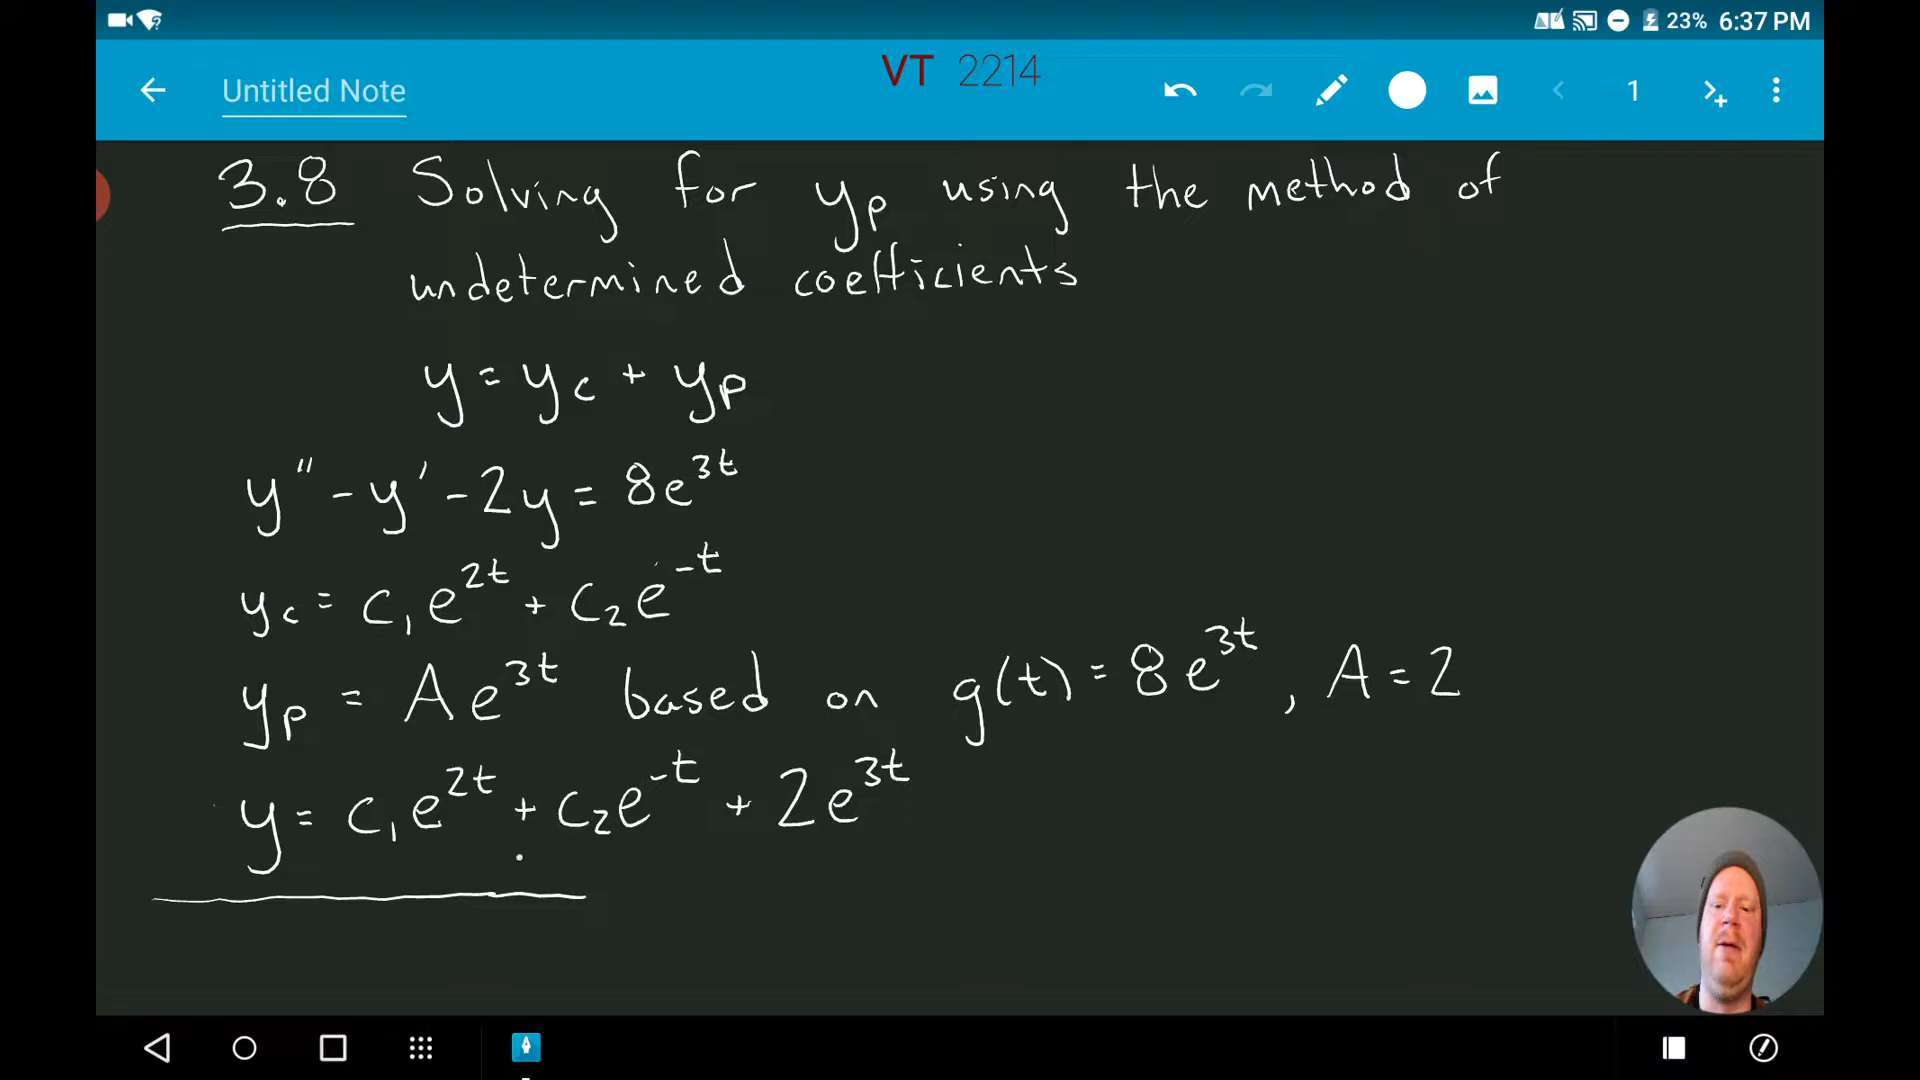 23% 6:37 PM
VT 2214
Untitled Note
1
3.8 Solving for yp using the method of
undetermined coefficients
y = yc + yp
y'' - y' - 2y = 8e^3t
yc = c₁e^2t + c₂e^-t
yp = Ae^3t based on g(t) = 8e^3t, A = 2
y = c₁e^2t + c₂e^-t + 2e^3t